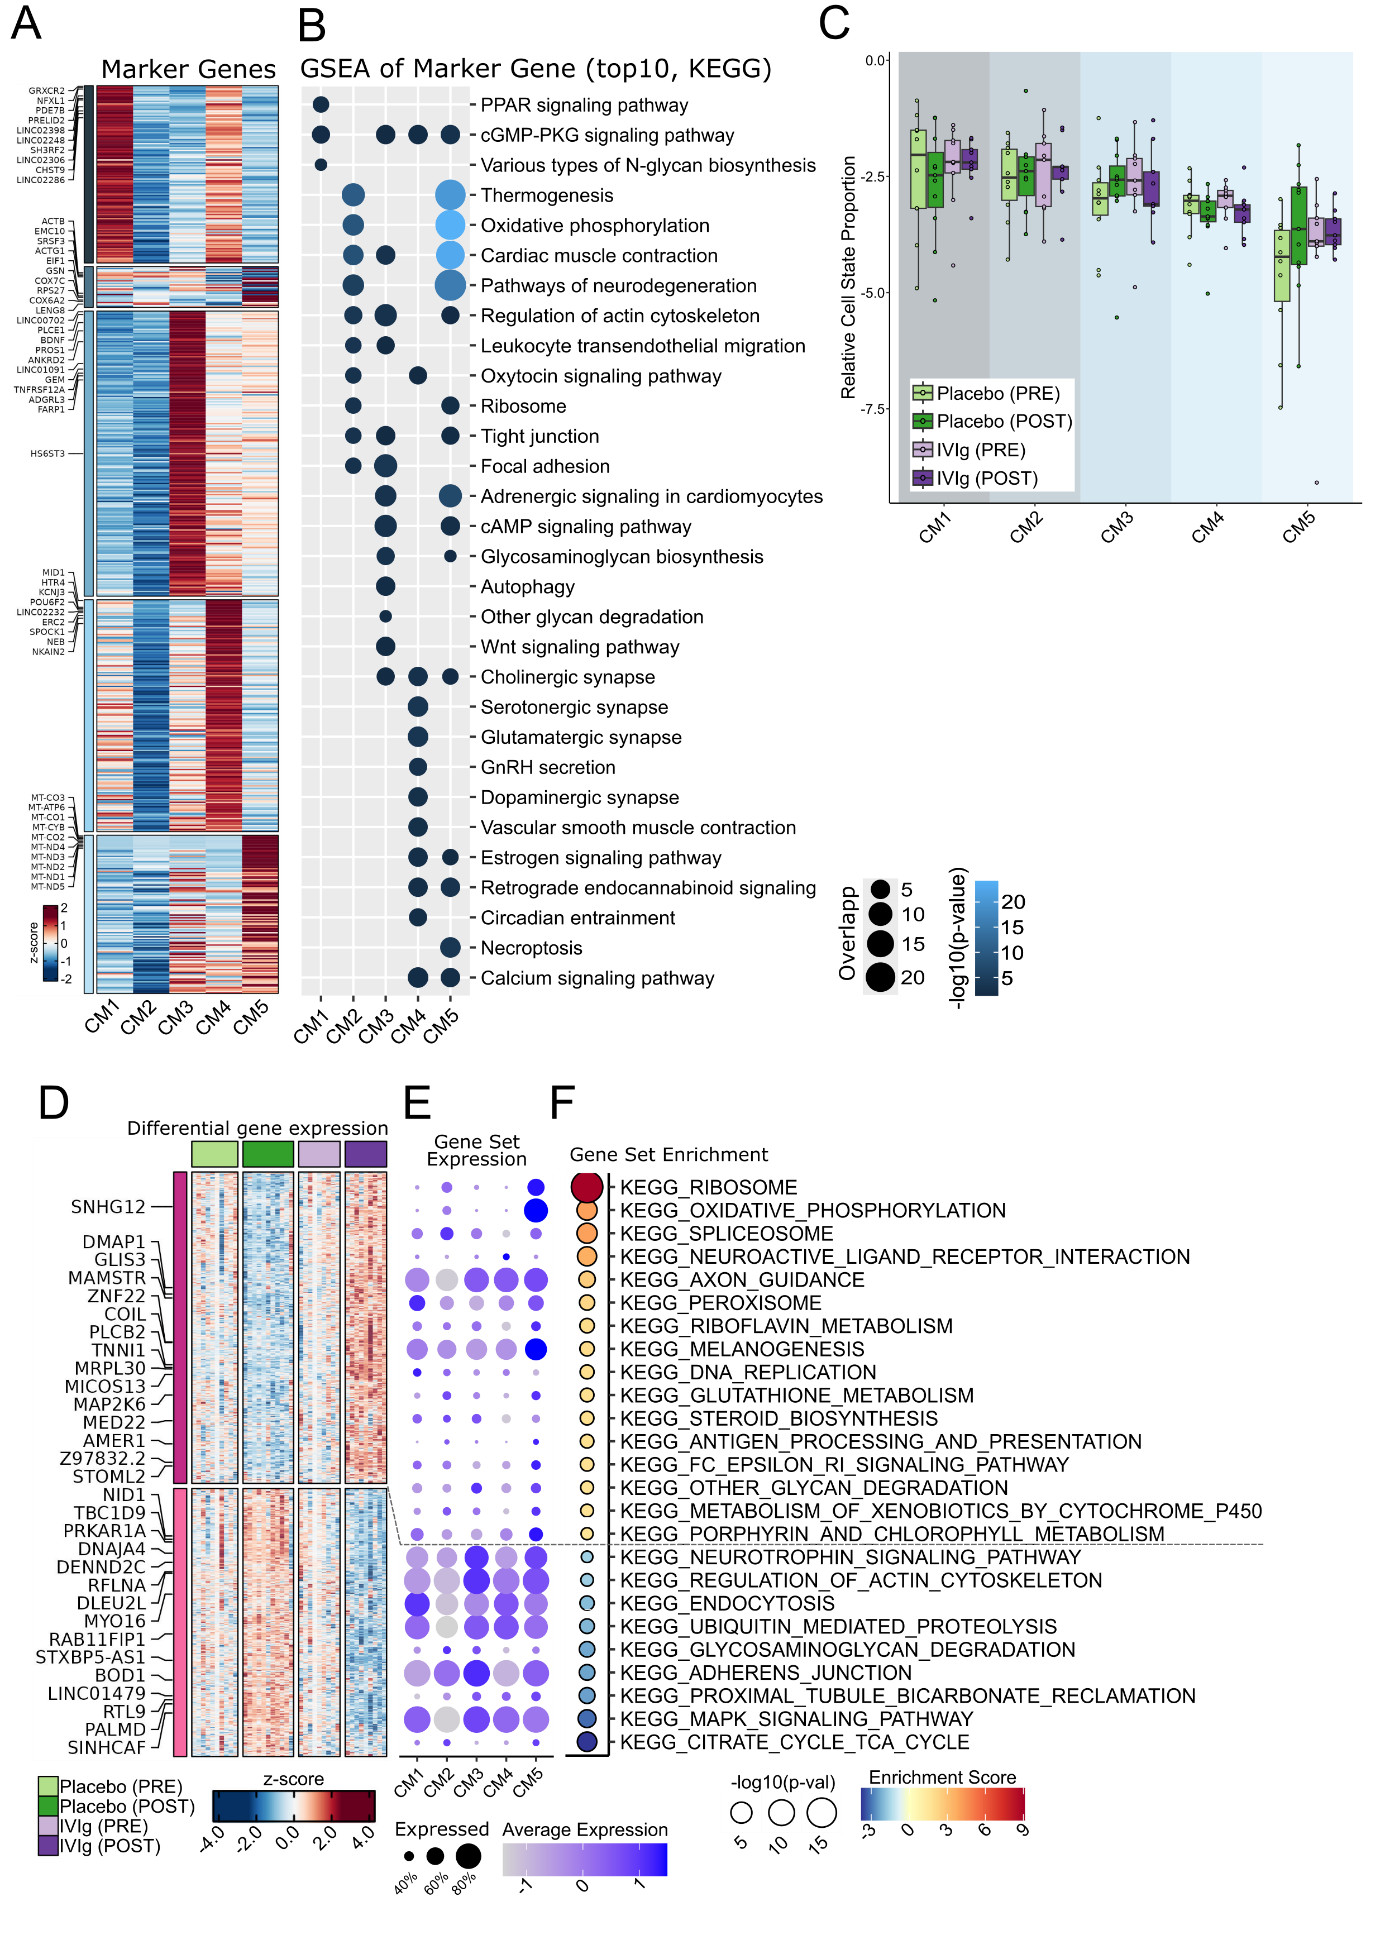 A
Marker Genes
GRXCR2
NFXL1
PDE7B
PRELID2
LINC02398
LINC02248
SH3RF2
LINC02306
CHST9
LINC02286
ACTB
EMC10
SRSF3
ACTG1
EIF1
GSN
COX7C
RPS27
COX6A2
LENG8
LINC00702
PLCE1
BDNF
PROS1
ANKRD2
LINC01091
GEM
TNFRSF12A
ADGRL3
FARP1
HS6ST3
MID1
HTR4
KCNJ3
POU6F2
LINC02232
ERC2
SPOCK1
NEB
NKAIN2
MT-CO3
MT-ATP6
MT-CO1
MT-CYB
MT-CO2
MT-ND4
MT-ND3
MT-ND2
MT-ND1
MT-ND5
z-score
2
1
0
-1
-2
CM1 CM2 CM3 CM4 CM5
B
GSEA of Marker Gene (top10, KEGG)
PPAR signaling pathway
cGMP-PKG signaling pathway
Various types of N-glycan biosynthesis
Thermogenesis
Oxidative phosphorylation
Cardiac muscle contraction
Pathways of neurodegeneration
Regulation of actin cytoskeleton
Leukocyte transendothelial migration
Oxytocin signaling pathway
Ribosome
Tight junction
Focal adhesion
Adrenergic signaling in cardiomyocytes
cAMP signaling pathway
Glycosaminoglycan biosynthesis
Autophagy
Other glycan degradation
Wnt signaling pathway
Cholinergic synapse
Serotonergic synapse
Glutamatergic synapse
GnRH secretion
Dopaminergic synapse
Vascular smooth muscle contraction
Estrogen signaling pathway
Retrograde endocannabinoid signaling
Circadian entrainment
Necroptosis
Calcium signaling pathway
CM1 CM2 CM3 CM4 CM5
Overlapp
5
10
15
20
-log10(p-value)
20
15
10
5
C
Relative Cell State Proportion
0.0
-2.5
-5.0
-7.5
Placebo (PRE)
Placebo (POST)
IVIg (PRE)
IVIg (POST)
CM1 CM2 CM3 CM4 CM5
D
Differential gene expression
SNHG12
DMAP1
GLIS3
MAMSTR
ZNF22
COIL
PLCB2
TNNI1
MRPL30
MICOS13
MAP2K6
MED22
AMER1
Z97832.2
STOML2
NID1
TBC1D9
PRKAR1A
DNAJA4
DENND2C
RFLNA
DLEU2L
MYO16
RAB11FIP1
STXBP5-AS1
BOD1
LINC01479
RTL9
PALMD
SINHCAF
Placebo (PRE)
Placebo (POST)
IVIg (PRE)
IVIg (POST)
z-score
-4.0 -2.0 0.0 2.0 4.0
E
Gene Set
Expression
CM1 CM2 CM3 CM4 CM5
Expressed
40% 60% 80%
Average Expression
-1 0 1
F
Gene Set Enrichment
KEGG_RIBOSOME
KEGG_OXIDATIVE_PHOSPHORYLATION
KEGG_SPLICEOSOME
KEGG_NEUROACTIVE_LIGAND_RECEPTOR_INTERACTION
KEGG_AXON_GUIDANCE
KEGG_PEROXISOME
KEGG_RIBOFLAVIN_METABOLISM
KEGG_MELANOGENESIS
KEGG_DNA_REPLICATION
KEGG_GLUTATHIONE_METABOLISM
KEGG_STEROID_BIOSYNTHESIS
KEGG_ANTIGEN_PROCESSING_AND_PRESENTATION
KEGG_FC_EPSILON_RI_SIGNALING_PATHWAY
KEGG_OTHER_GLYCAN_DEGRADATION
KEGG_METABOLISM_OF_XENOBIOTICS_BY_CYTOCHROME_P450
KEGG_PORPHYRIN_AND_CHLOROPHYLL_METABOLISM
KEGG_NEUROTROPHIN_SIGNALING_PATHWAY
KEGG_REGULATION_OF_ACTIN_CYTOSKELETON
KEGG_ENDOCYTOSIS
KEGG_UBIQUITIN_MEDIATED_PROTEOLYSIS
KEGG_GLYCOSAMINOGLYCAN_DEGRADATION
KEGG_ADHERENS_JUNCTION
KEGG_PROXIMAL_TUBULE_BICARBONATE_RECLAMATION
KEGG_MAPK_SIGNALING_PATHWAY
KEGG_CITRATE_CYCLE_TCA_CYCLE
-log10(p-val)
5 10 15
Enrichment Score
-3 0 3 6 9